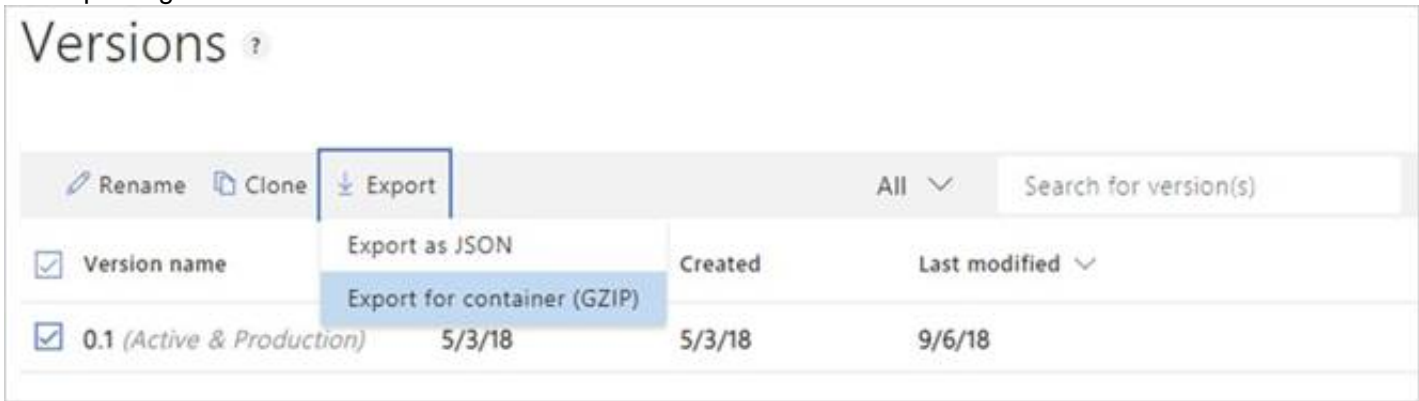 Versions ?
Rename Clone Export All Search for version(s)
Export as JSON
Version name Created Last modified
Export for container (GZIP)
0.1 (Active & Production) 5/3/18 5/3/18 9/6/18